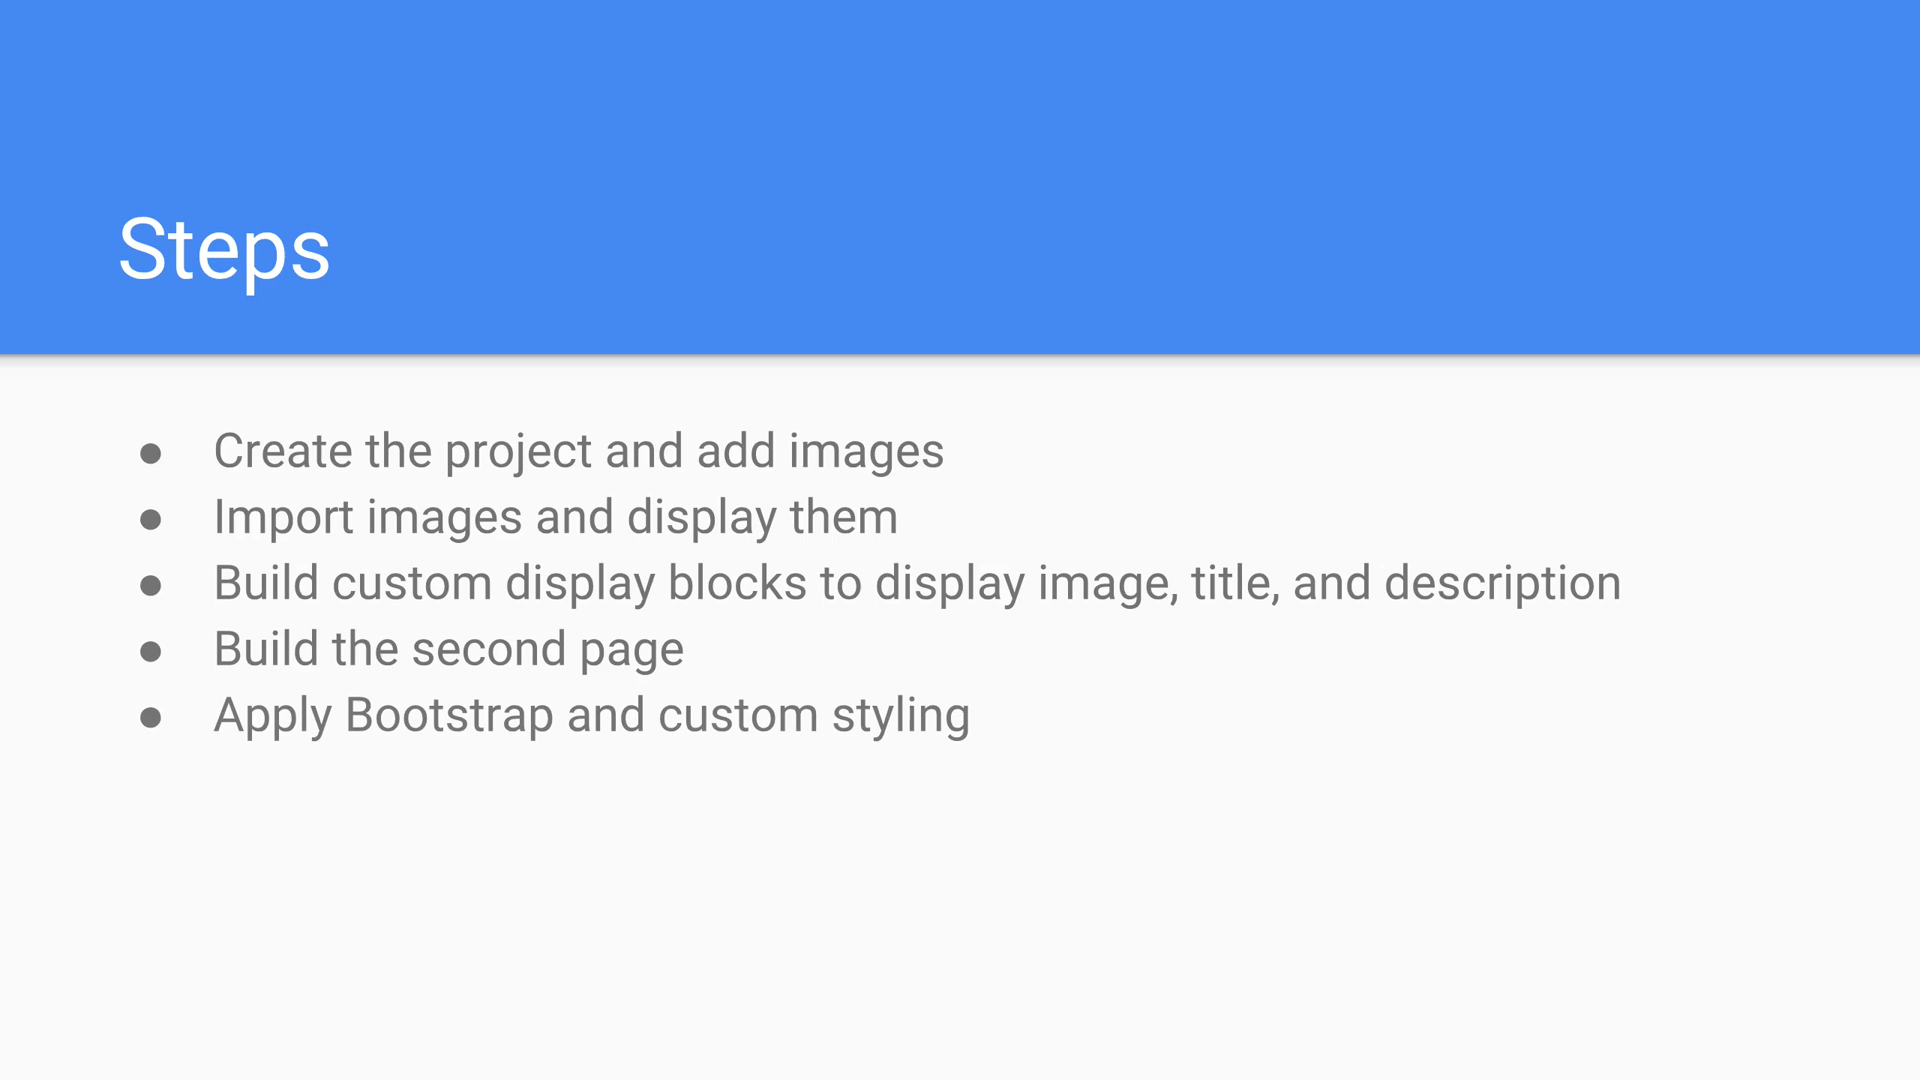 Steps
● Create the project and add images
● Import images and display them
● Build custom display blocks to display image, title, and description
● Build the second page
● Apply Bootstrap and custom styling